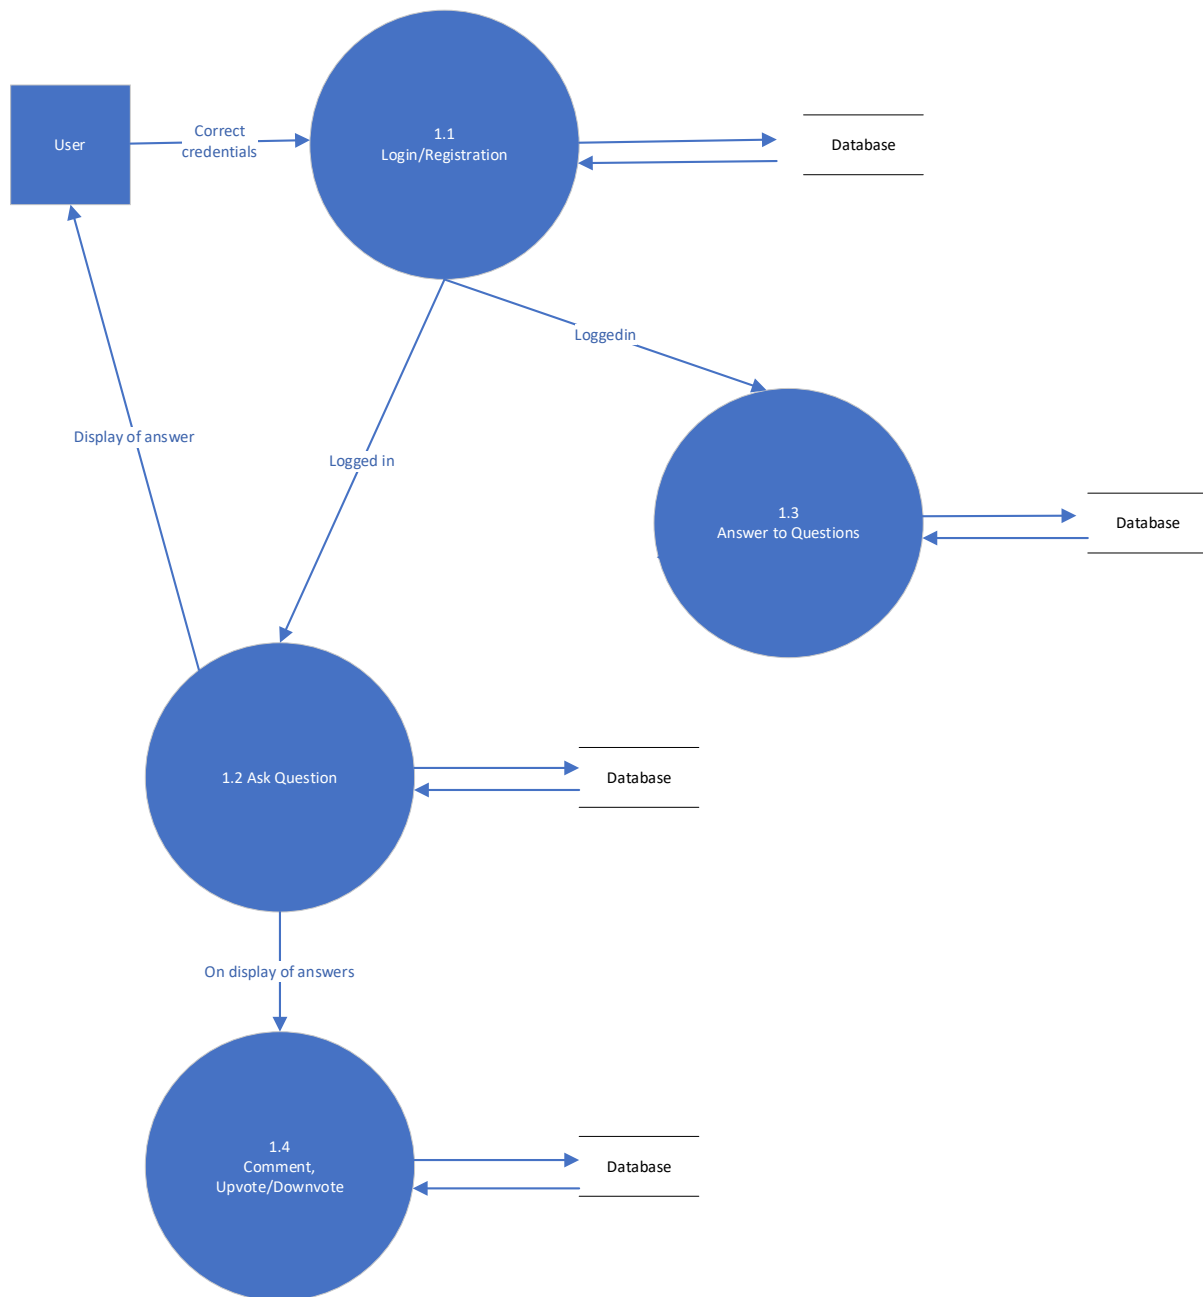 User
Correct
credentials
1.1
Login/Registration
Database
Loggedin
Display of answer
Logged in
1.3
Answer to Questions
Database
1.2 Ask Question
Database
On display of answers
1.4
Comment,
Upvote/Downvote
Database